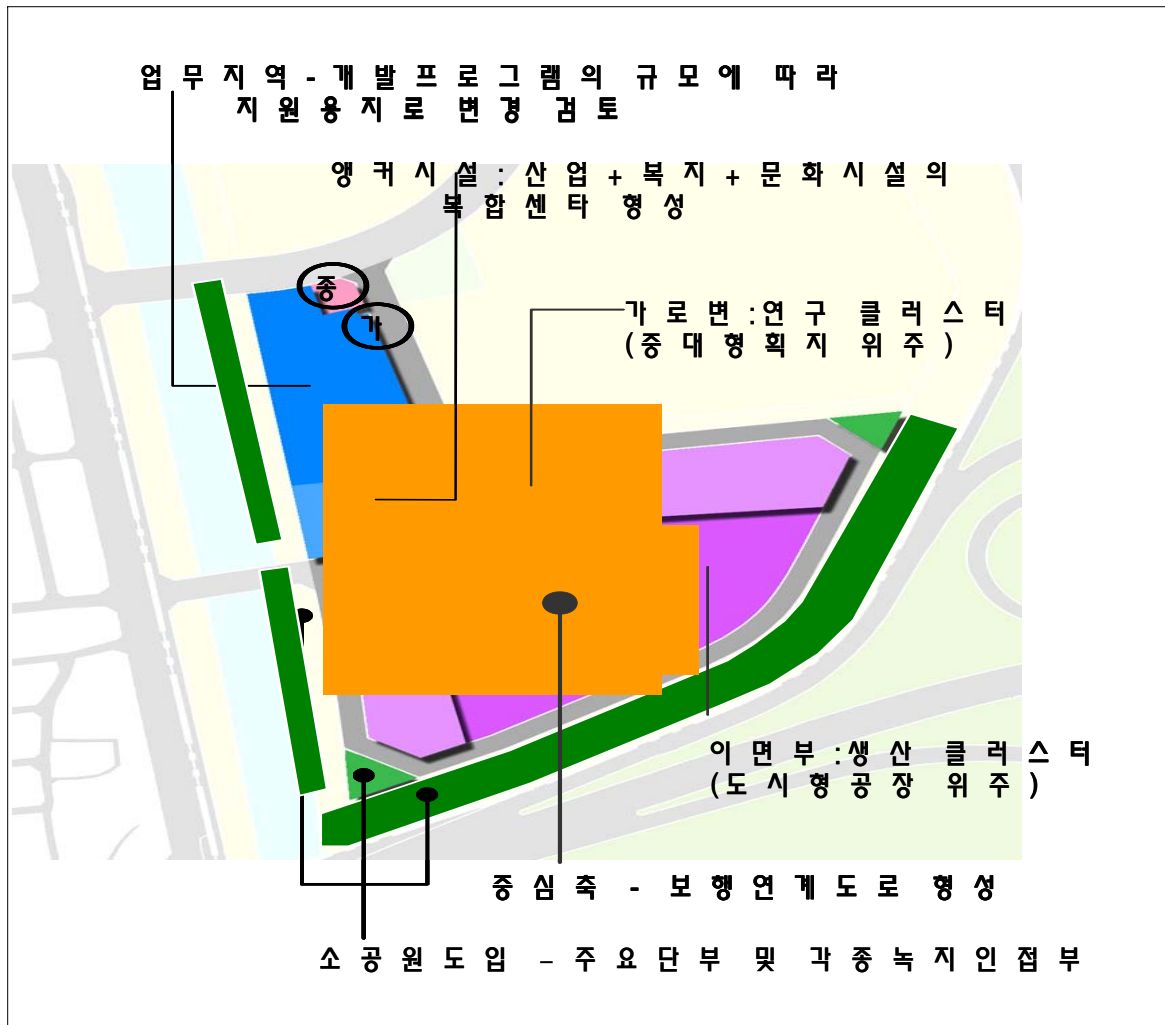 업무지역-개발프로그램의 규모에 따라
지원용지로 변경 검토
앵커시설:산업+복지+문화시설의
복합센타 형성
종
가
가로변:연구 클러스터
(중대형획지 위주)
이면부:생산 클러스터
(도시형공장 위주)
중심축 - 보행연계도로 형성
소공원도입 – 주요단부 및 각종녹지인접부